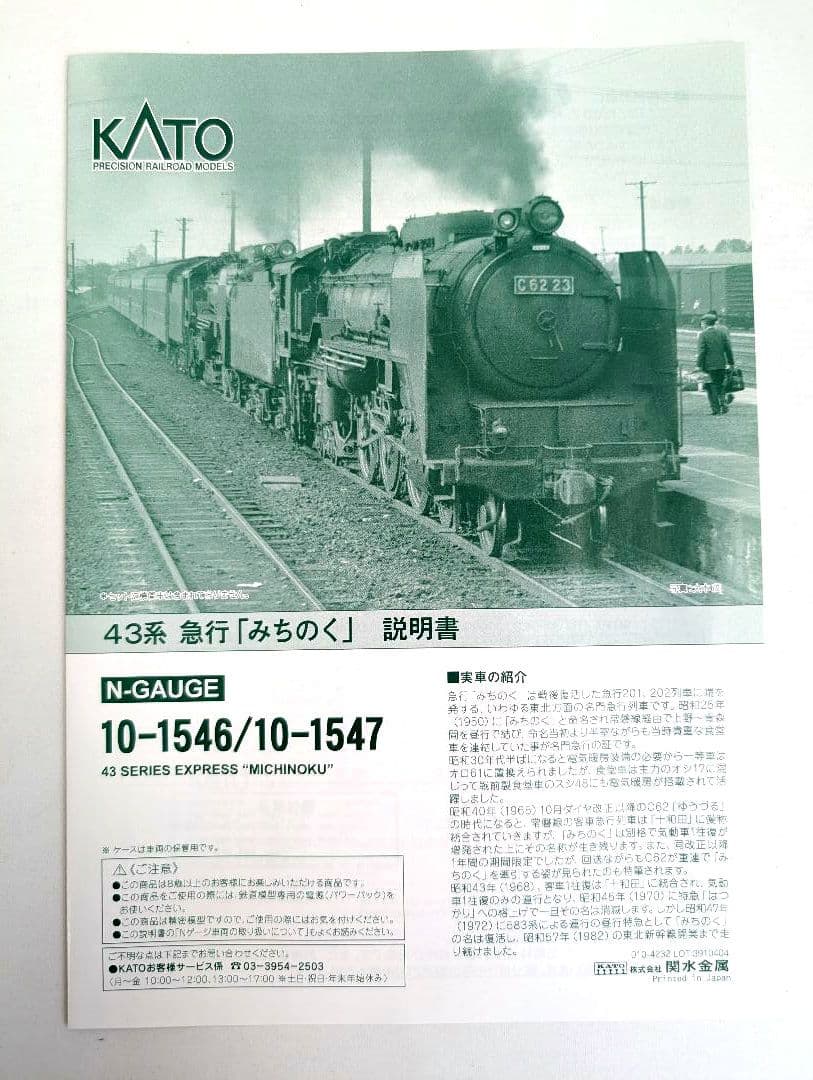 KATO
PRECISION RAILROAD MODELS
C62 23
43系 急行「みちのく」 説明書
N-GAUGE
10-1546/10-1547
43 SERIES EXPRESS “MICHINOKU”
※ ケースは車両の保管用です。
⚠《ご注意》
●この商品は8歳以上のお客様にお楽しみいただける商品です。
●この商品をご使用の際には、鉄道模型専用の電源(パワーパック)を
お使いください。
●この商品は精密模型ですので、ご使用の際にはお気を付けください。
●この説明書の「Nゲージ車両の取り扱いについて」もよくお読みください。
ご不明な点は下記までお問い合わせください。
●KATOお客様サービス係 ☎03-3954-2503
(月～金 10:00～12:00、13:00～17:00 ※土日・祝日・年末年始休み)
■実車の紹介
急行「みちのく」は戦後復活した急行201、202列車に端を
発する、いわゆる東北方面の名門急行列車です。昭和25年
(1950)に「みちのく」と命名され常磐線経由で上野～青森
間を昼行で結び、命名当初より半室ながらも当時貴重な食堂
車を連結していた事が名門急行の証です。
昭和30年代半ばになると電気暖房設備の必要から一等車は
オロ61に置換えられましたが、食堂車は主力のオシ17に混
じって戦前製食堂車のスシ48にも電気暖房が搭載されて活
躍しました。
昭和40年(1965)10月ダイヤ改正以降のC62「ゆうづる」
の時代になると、常磐線の客車急行列車は「十和田」に愛称
統合されていきますが、「みちのく」は別格で気動車1往復が
増発された上にその名称が生き残ります。また、同改正以降
1年間の期間限定でしたが、回送ながらもC62が重連で「み
ちのく」を牽引する姿が見られたのも特筆されます。
昭和43年(1968)、客車1往復は「十和田」に統合され、気動
車1往復のみの運行となり、昭和45年(1970)に特急「はつ
かり」への格上げで一旦その名は消滅します。しかし昭和47年
(1972)に583系による運行の昼行特急として「みちのく」
の名は復活し、昭和57年(1982)の東北新幹線開業まで走
り続けました。
KATO 株式会社 関水金属
Printed in Japan